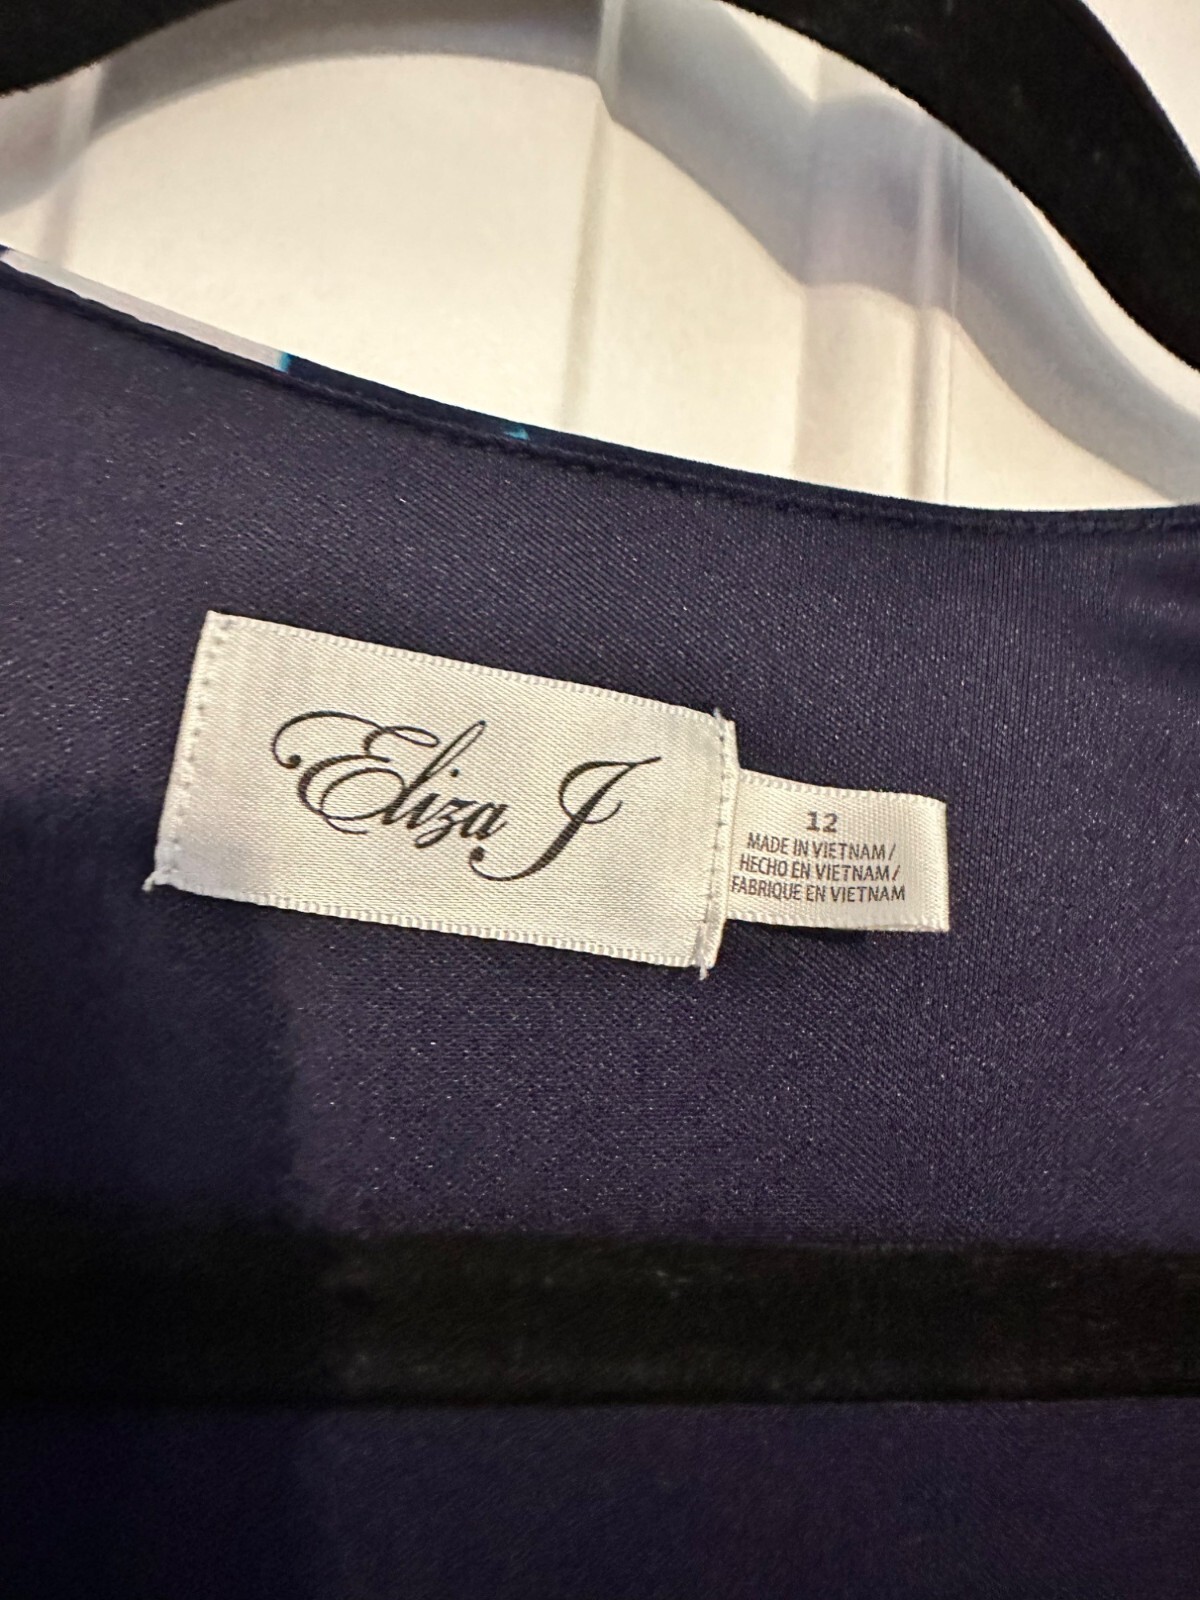 Eliza J
12
MADE IN VIETNAM/
HECHO EN VIETNAM/
FABRIQUE EN VIETNAM